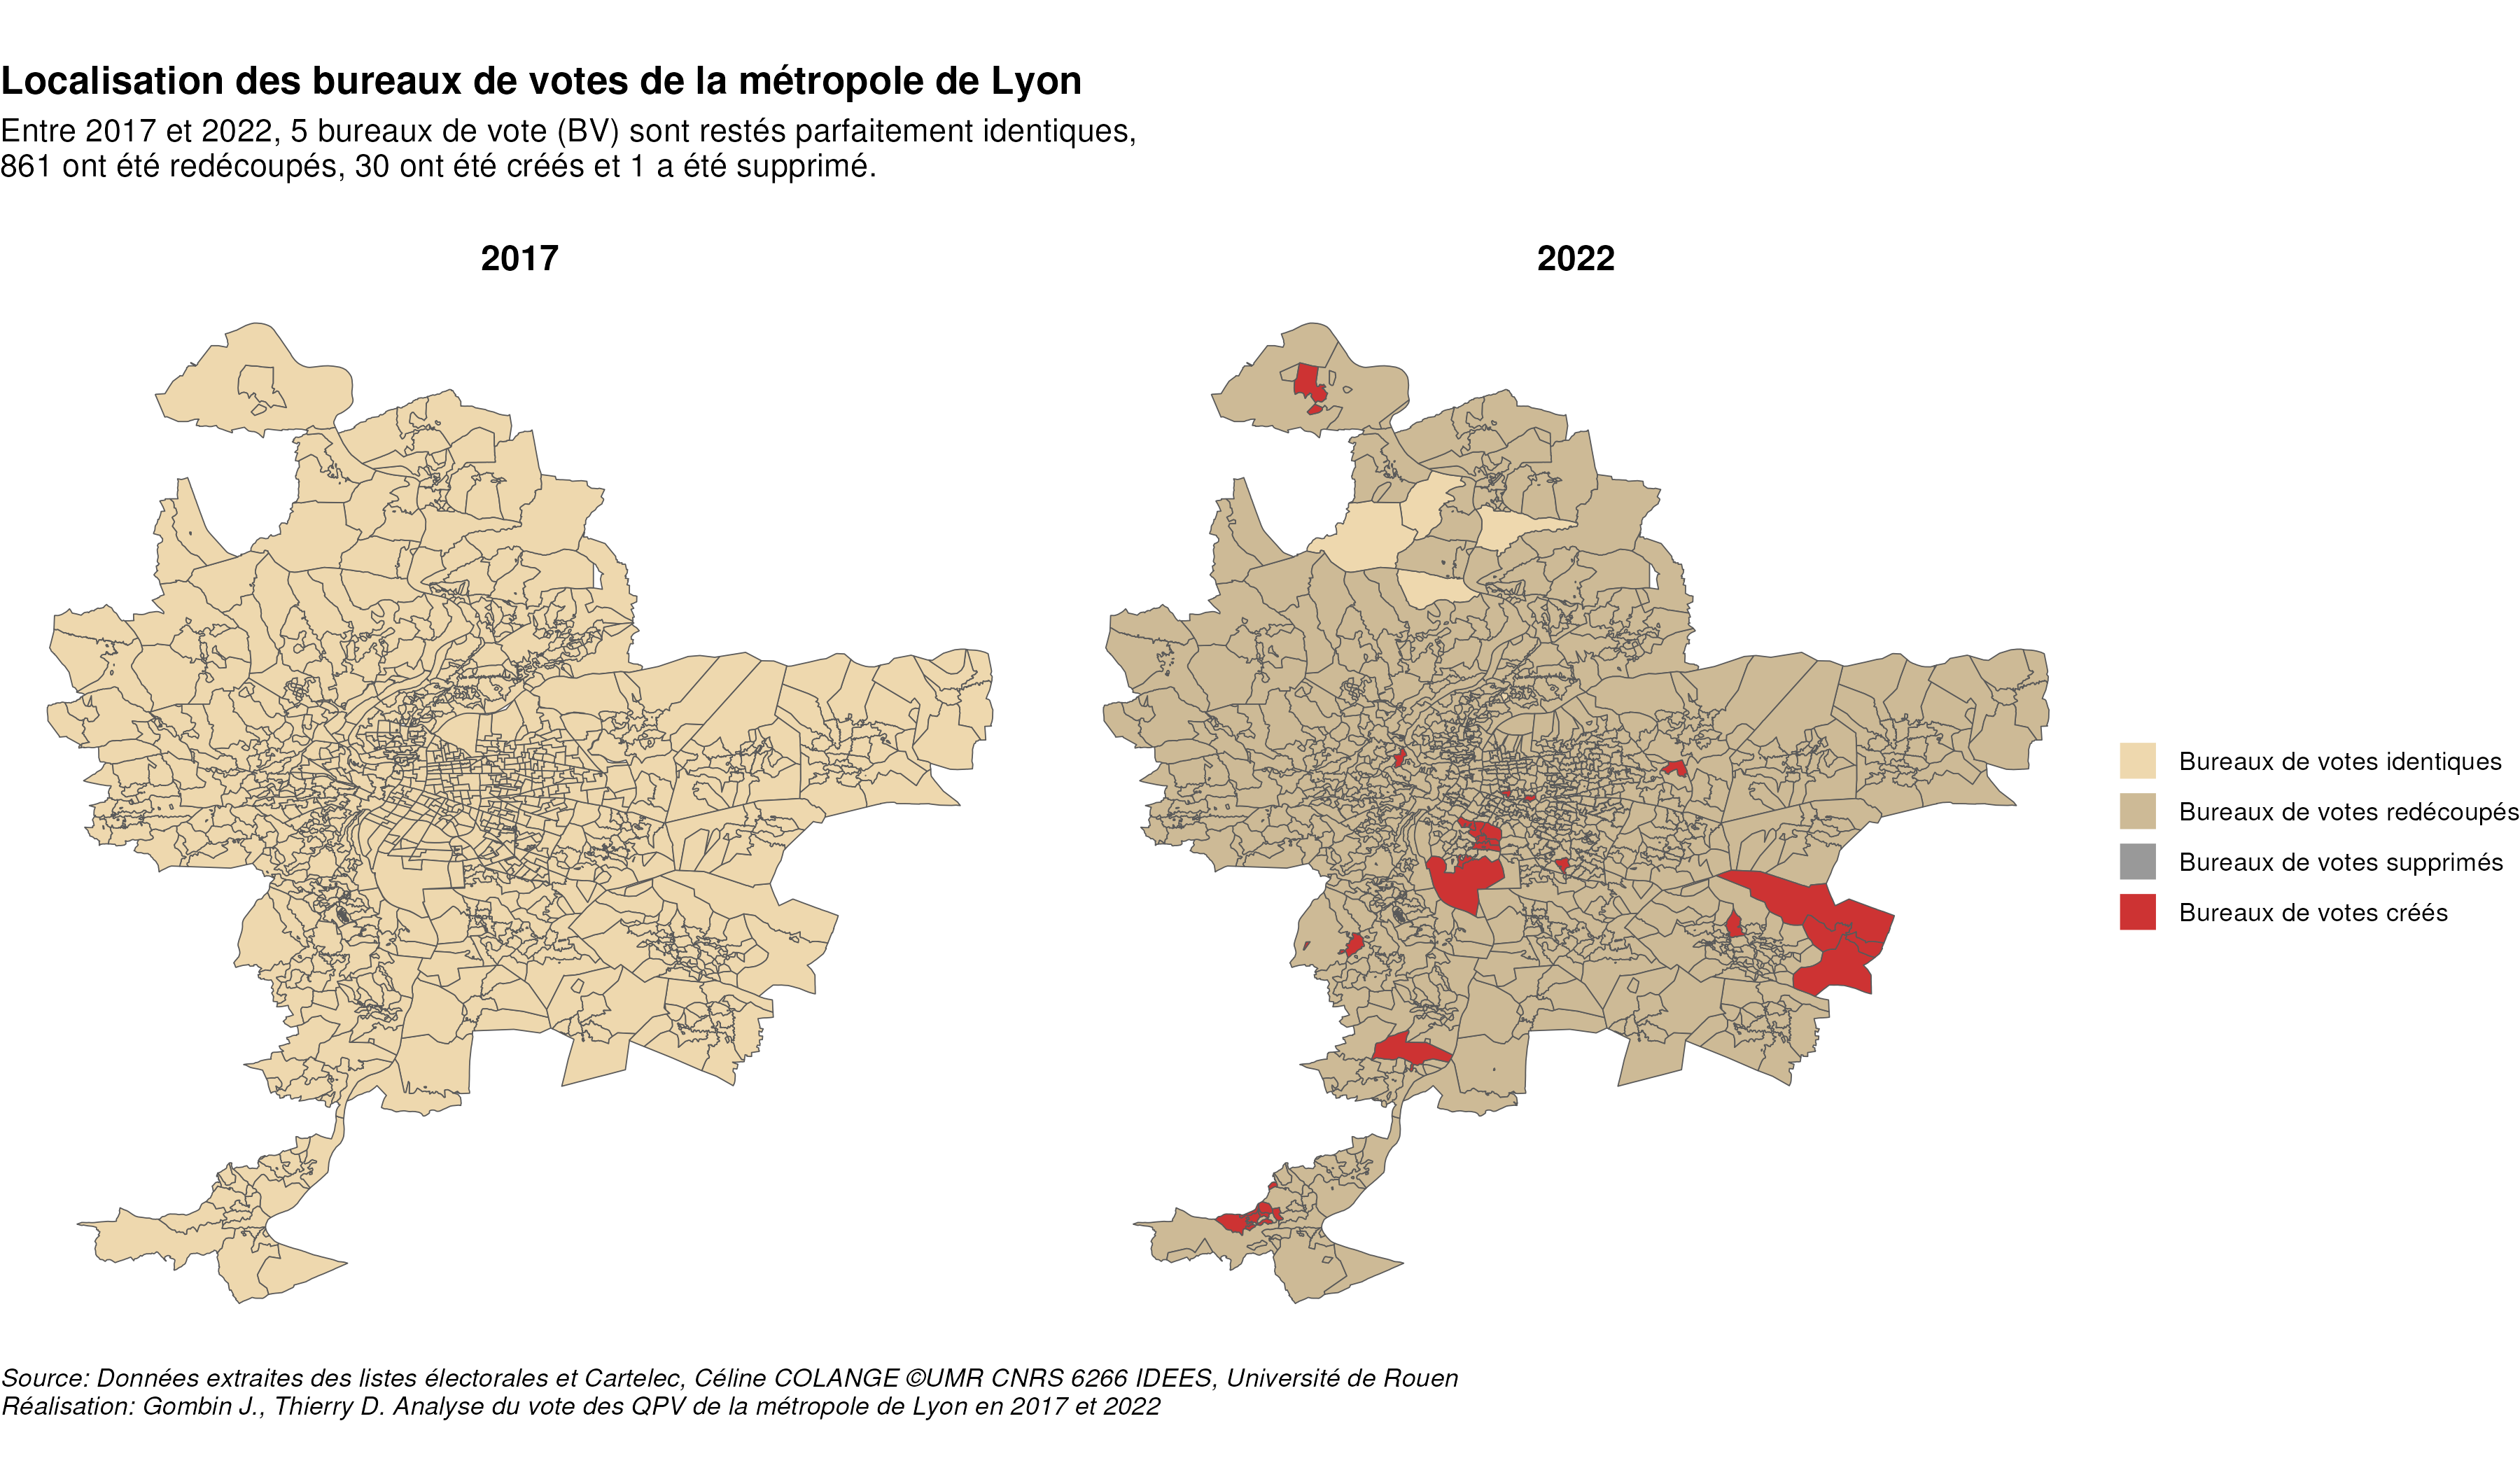 Localisation des bureaux de votes de la métropole de Lyon
Entre 2017 et 2022, 5 bureaux de vote (BV) sont restés parfaitement identiques,
861 ont été redécoupés, 30 ont été créés et 1 a été supprimé.
2017
2022
Bureaux de votes identiques
Bureaux de votes redécoupés
Bureaux de votes supprimés
Bureaux de votes créés
Source: Données extraites des listes électorales et Cartelec, Céline COLANGE ©UMR CNRS 6266 IDEES, Université de Rouen
Réalisation: Gombin J., Thierry D. Analyse du vote des QPV de la métropole de Lyon en 2017 et 2022